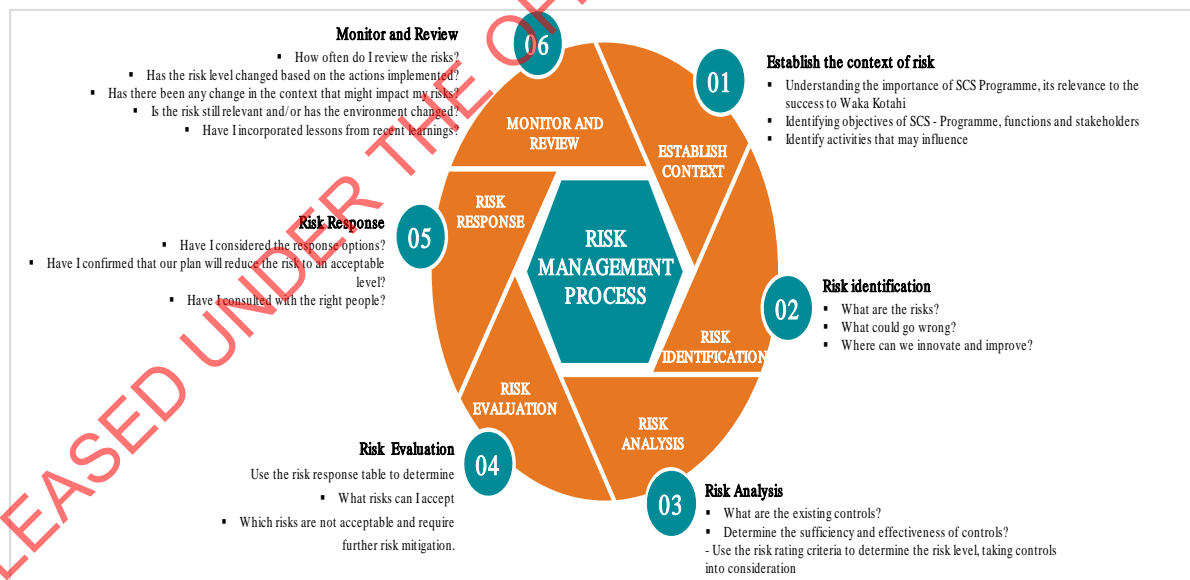 Establish the context of risk
▪ Understanding the importance of SCS Programme, its relevance to the
success to Waka Kotahi
▪ Identifying objectives of SCS - Programme, functions and stakeholders
▪ Identify activities that may influence
01
ESTABLISH
CONTEXT
Risk identification
▪ What are the risks?
▪ What could go wrong?
▪ Where can we innovate and improve?
02
RISK
IDENTIFICATION
Risk Analysis
▪ What are the existing controls?
▪ Determine the sufficiency and effectiveness of controls?
- Use the risk rating criteria to determine the risk level, taking controls
into consideration
03
RISK
ANALYSIS
Risk Evaluation
Use the risk response table to determine
▪ What risks can I accept
▪ Which risks are not acceptable and require
further risk mitigation.
04
RISK
EVALUATION
Risk Response
▪ Have I considered the response options?
▪ Have I confirmed that our plan will reduce the risk to an acceptable
level?
▪ Have I consulted with the right people?
05
RISK
RESPONSE
Monitor and Review
▪ How often do I review the risks?
▪ Has the risk level changed based on the actions implemented?
▪ Has there been any change in the context that might impact my risks?
▪ Is the risk still relevant and/or has the environment changed?
▪ Have I incorporated lessons from recent learnings?
06
MONITOR AND
REVIEW
RISK
MANAGEMENT
PROCESS
LEASED UNDER THE OF